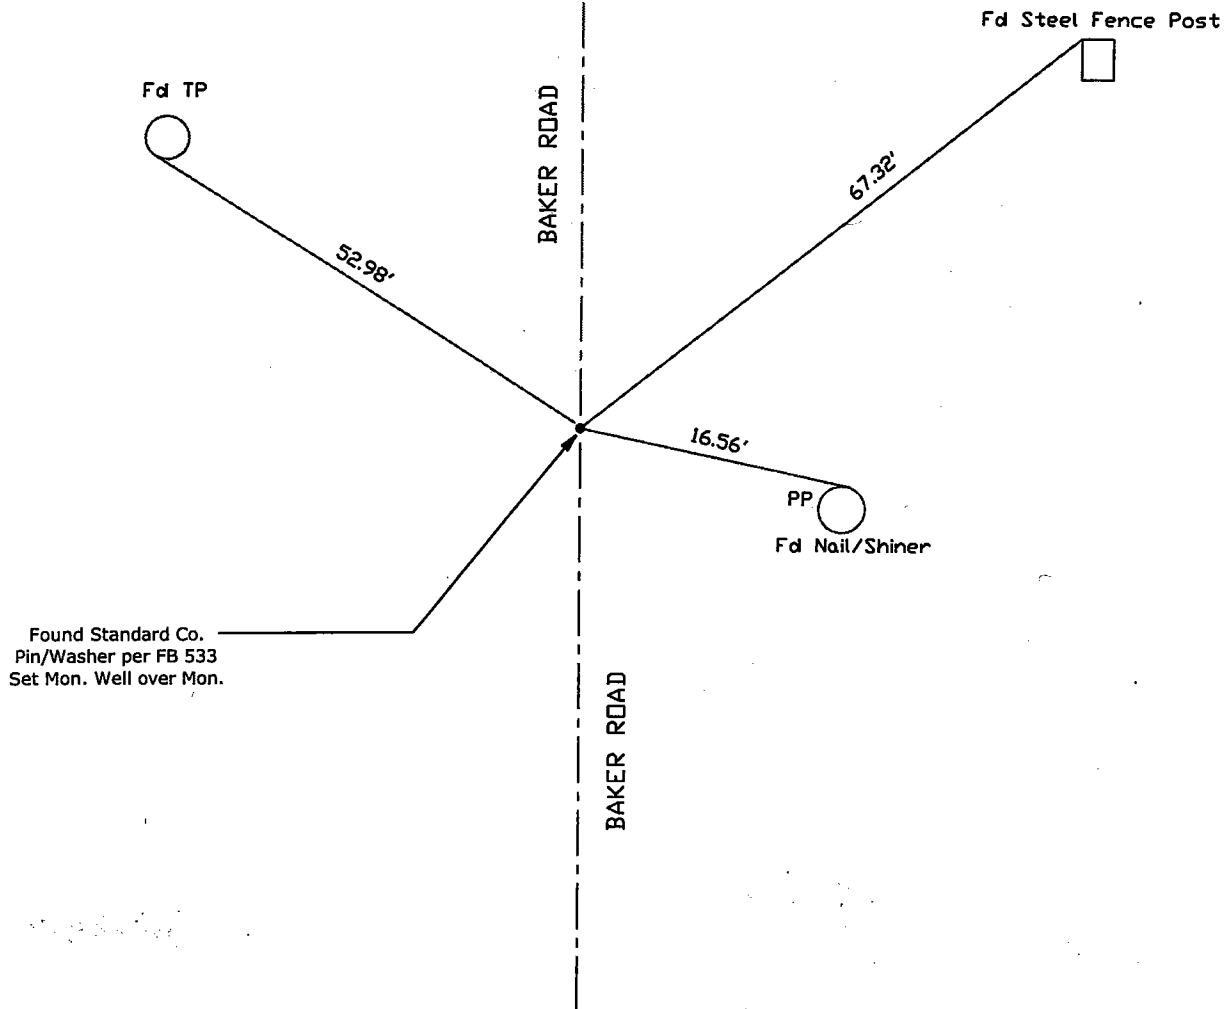 Fd Steel Fence Post
Fd TP
BAKER ROAD
67.32'
52.98'
16.56'
PP
Fd Nail/Shiner
Found Standard Co.
Pin/Washer per FB 533
Set Mon. Well over Mon.
BAKER ROAD